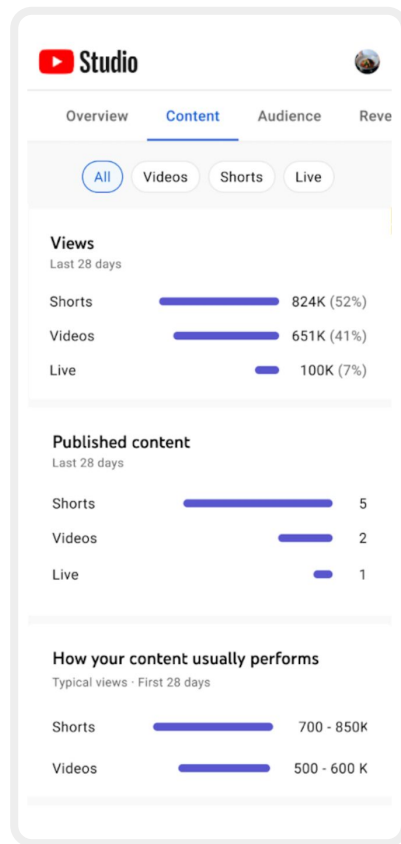 Studio
Overview Content Audience Reve
All Videos Shorts Live
Views
Last 28 days
Shorts 824K (52%)
Videos 651K (41%)
Live 100K (7%)
Published content
Last 28 days
Shorts 5
Videos 2
Live 1
How your content usually performs
Typical views · First 28 days
Shorts 700 - 850K
Videos 500 - 600 K